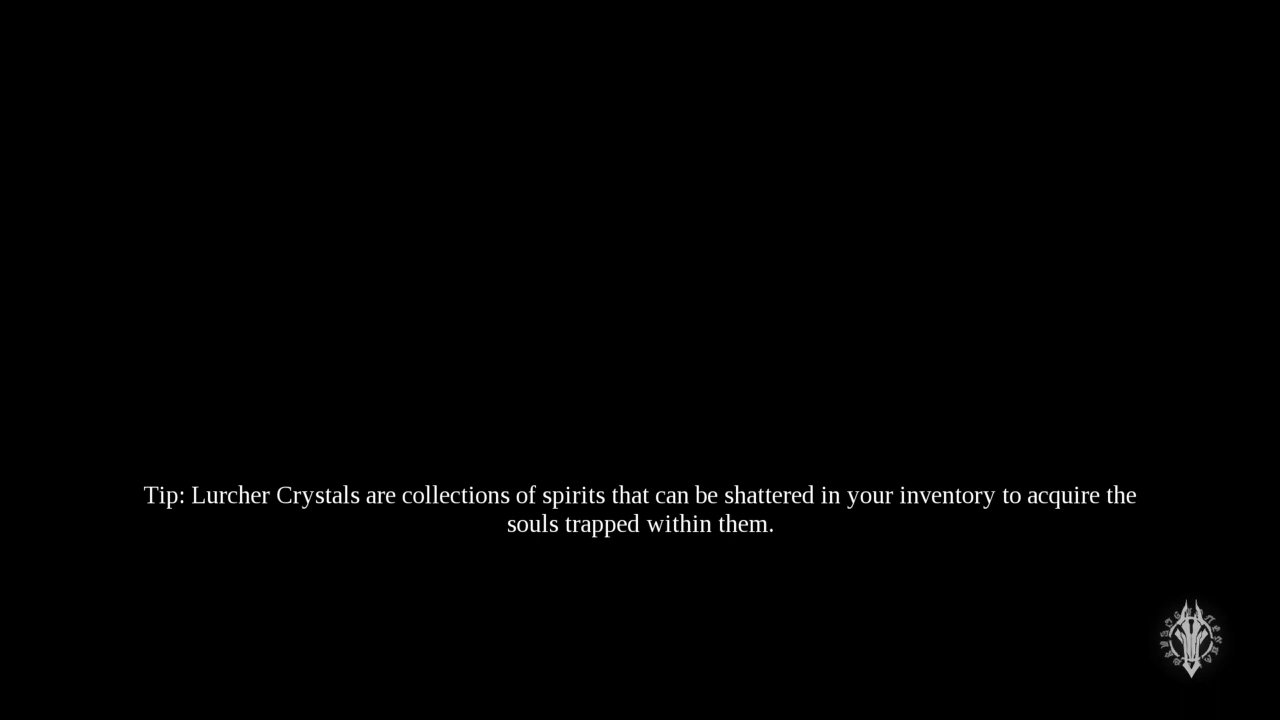 Tip: Lurcher Crystals are collections of spirits that can be shattered in your inventory to acquire the
souls trapped within them.